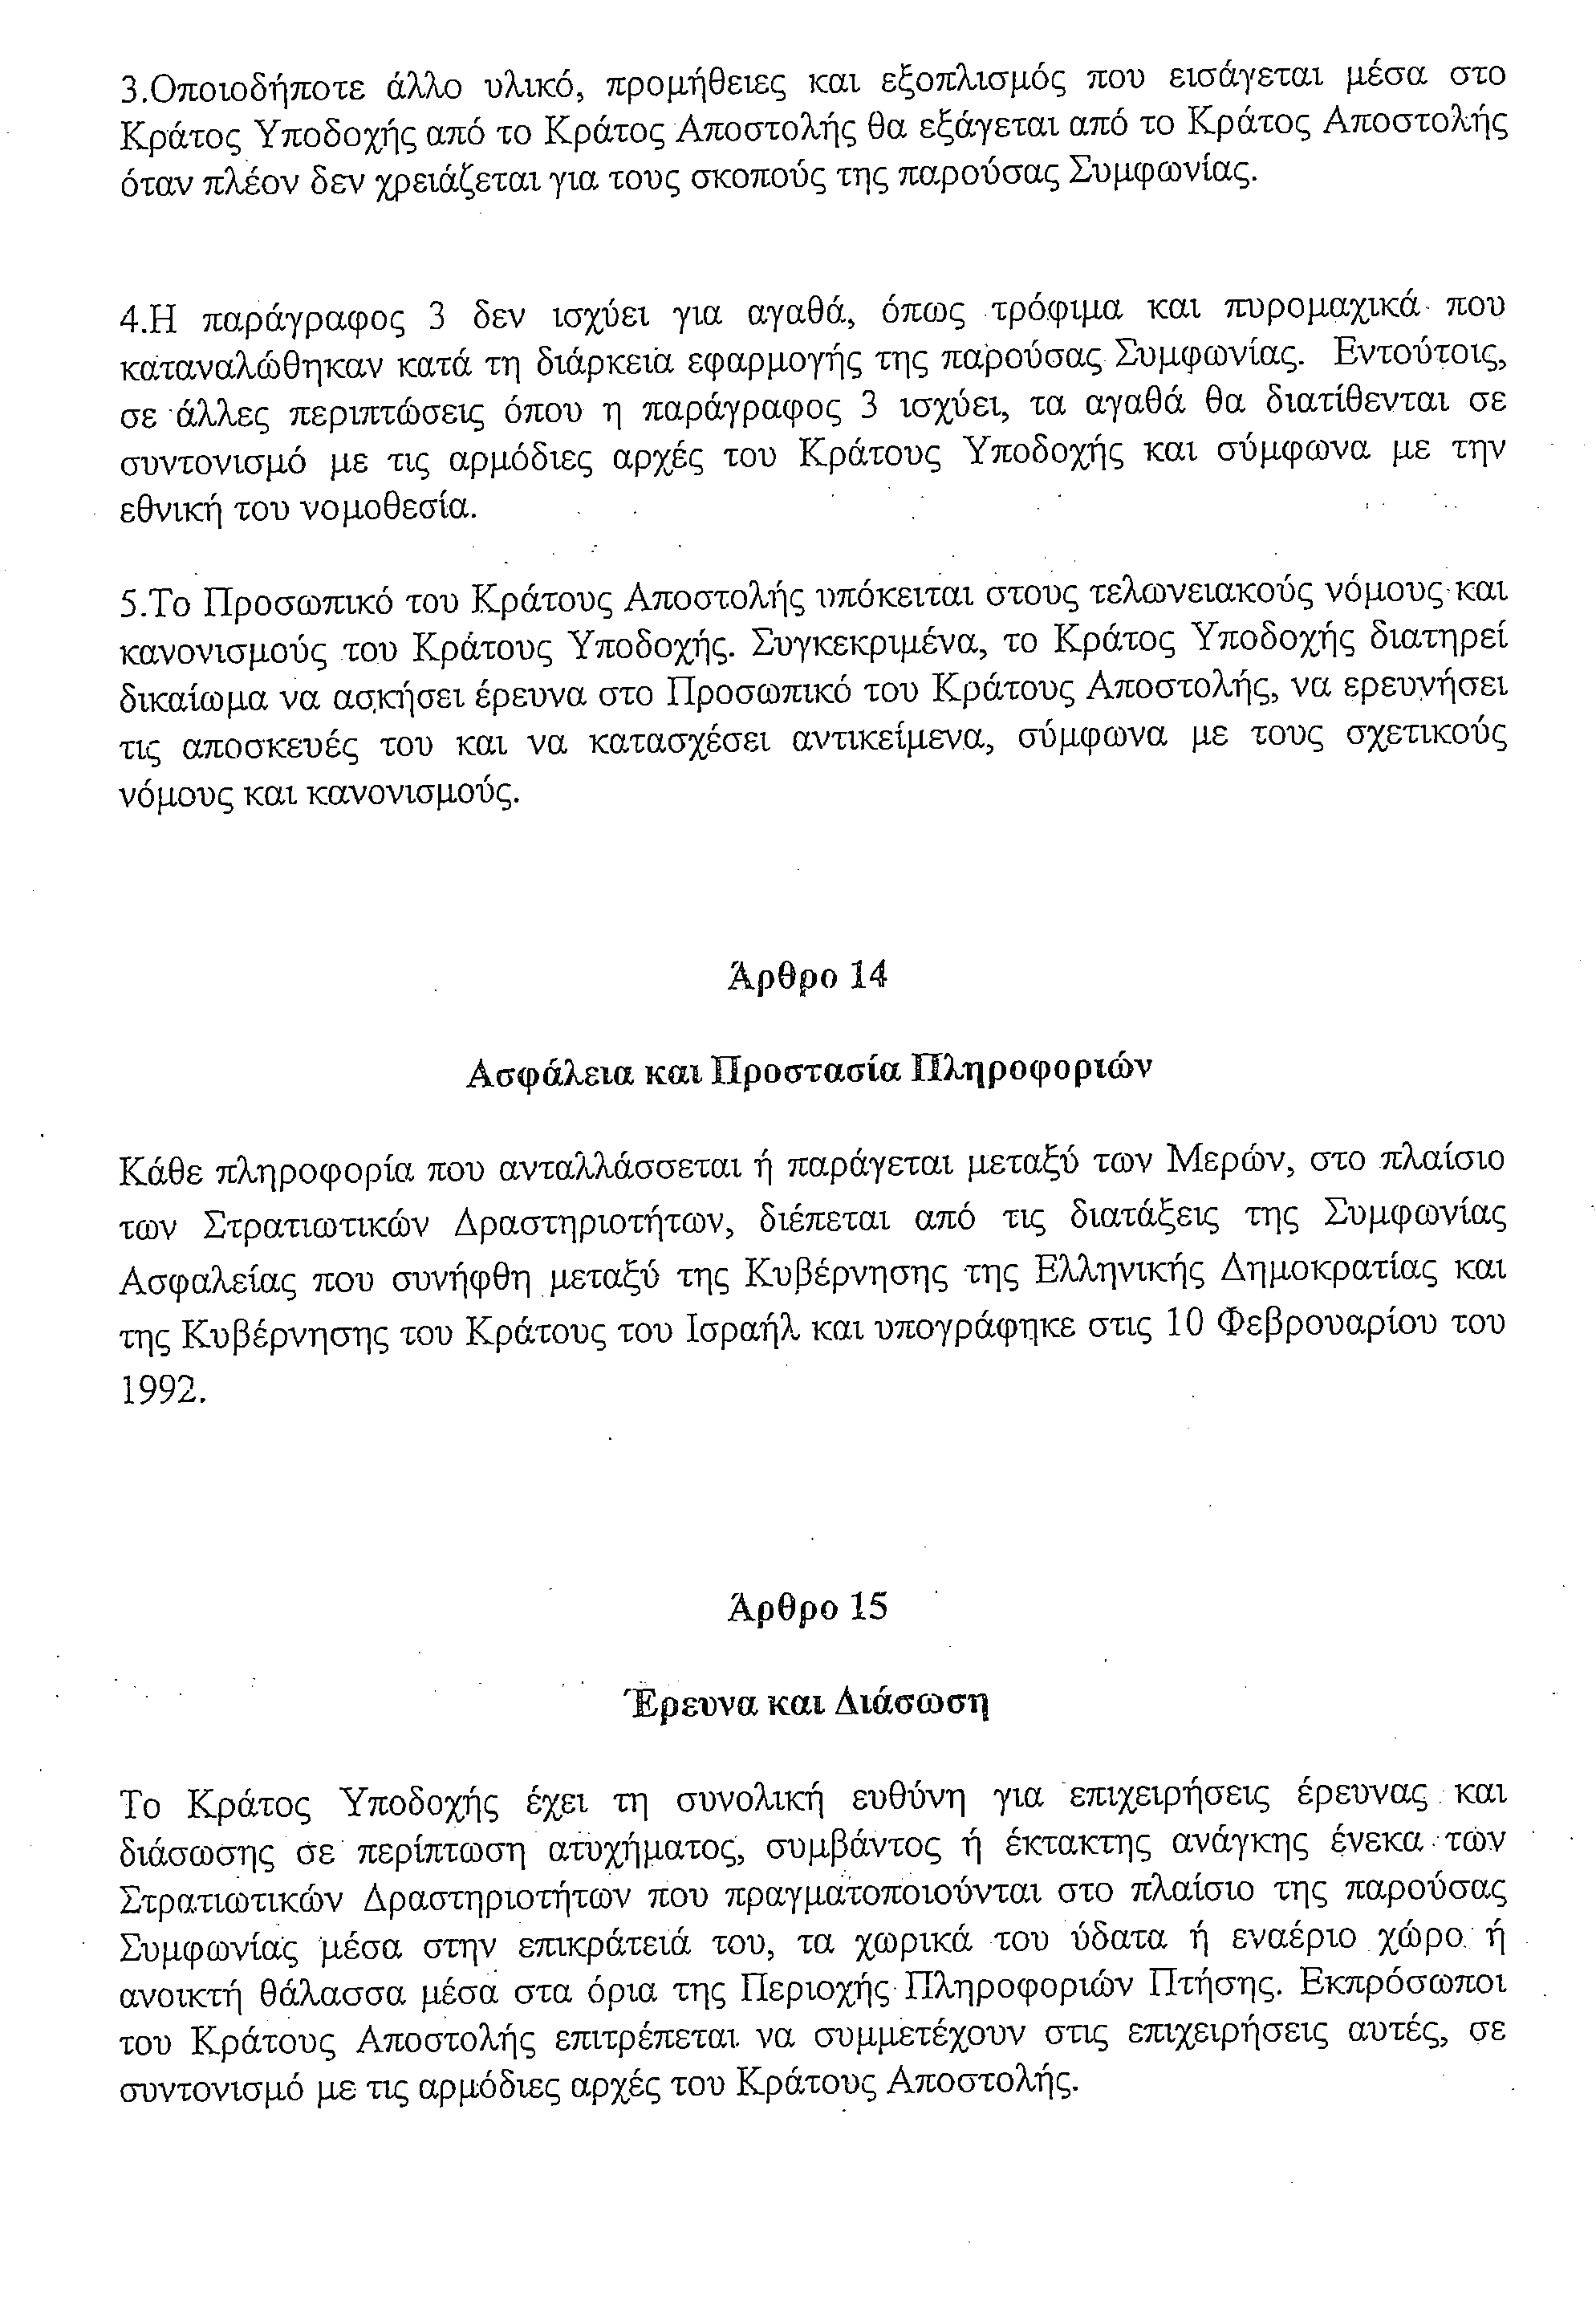 3.Οποιοδήποτε άλλο υλικό, προμήθειες και εξοπλισμός που εισάγεται μέσα στο
Κράτος Υποδοχής από το Κράτος Αποστολής θα εξάγεται από το Κράτος Αποστολής
όταν πλέον δεν χρειάζεται για τους σκοπούς της παρούσας Συμφωνίας.
4.Η παράγραφος 3 δεν ισχύει για αγαθά, όπως τρόφιμα και πυρομαχικά που
καταναλώθηκαν κατά τη διάρκεια εφαρμογής της παρούσας Συμφωνίας. Εντούτοις,
σε άλλες περιπτώσεις όπου η παράγραφος 3 ισχύει, τα αγαθά θα διατίθενται σε
συντονισμό με τις αρμόδιες αρχές του Κράτους Υποδοχής και σύμφωνα με την
εθνική του νομοθεσία.
5.Το Προσωπικό του Κράτους Αποστολής υπόκειται στους τελωνειακούς νόμους και
κανονισμούς του Κράτους Υποδοχής. Συγκεκριμένα, το Κράτος Υποδοχής διατηρεί
δικαίωμα να ασκήσει έρευνα στο Προσωπικό του Κράτους Αποστολής, να ερευνήσει
τις αποσκευές του και να κατασχέσει αντικείμενα, σύμφωνα με τους σχετικούς
νόμους και κανονισμούς.
Άρθρο 14
Ασφάλεια και Προστασία Πληροφοριών
Κάθε πληροφορία που ανταλλάσσεται ή παράγεται μεταξύ των Μερών, στο πλαίσιο
των Στρατιωτικών Δραστηριοτήτων, διέπεται από τις διατάξεις της Συμφωνίας
Ασφαλείας που συνήφθη μεταξύ της Κυβέρνησης της Ελληνικής Δημοκρατίας και
της Κυβέρνησης του Κράτους του Ισραήλ και υπογράφηκε στις 10 Φεβρουαρίου του
1992.
Άρθρο 15
Έρευνα και Διάσωση
Το Κράτος Υποδοχής έχει τη συνολική ευθύνη για επιχειρήσεις έρευνας και
διάσωσης σε περίπτωση ατυχήματος, συμβάντος ή έκτακτης ανάγκης ένεκα των
Στρατιωτικών Δραστηριοτήτων που πραγματοποιούνται στο πλαίσιο της παρούσας
Συμφωνίας μέσα στην επικράτειά του, τα χωρικά του ύδατα ή εναέριο χώρο ή
ανοικτή θάλασσα μέσα στα όρια της Περιοχής Πληροφοριών Πτήσης. Εκπρόσωποι
του Κράτους Αποστολής επιτρέπεται να συμμετέχουν στις επιχειρήσεις αυτές, σε
συντονισμό με τις αρμόδιες αρχές του Κράτους Αποστολής.